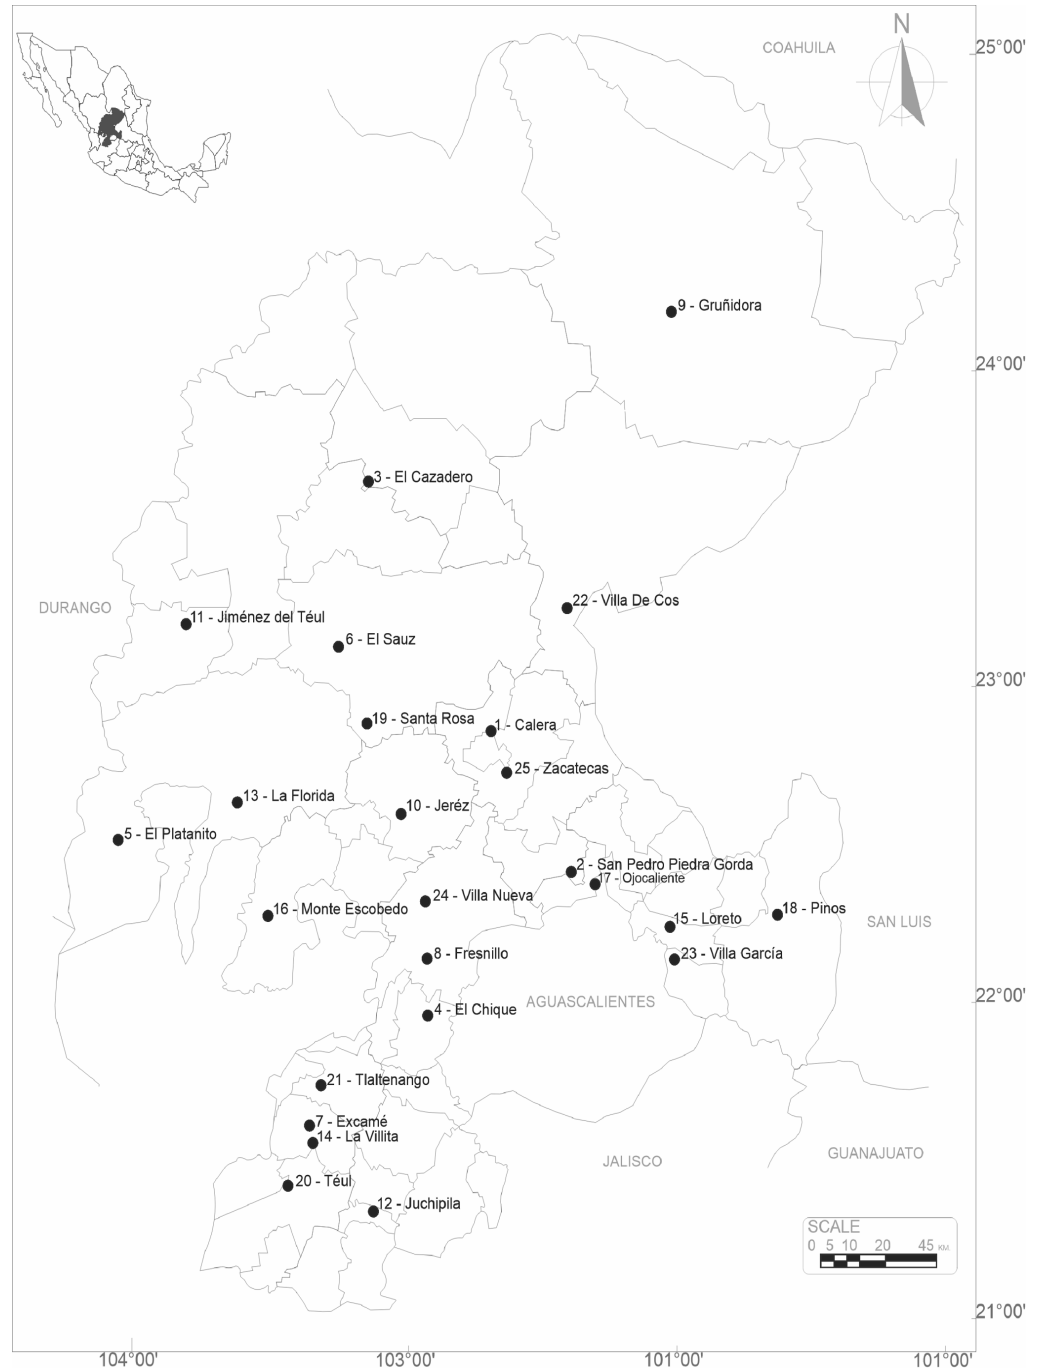 COAHUILA
N
25°00'
9 - Gruñidora
24°00'
3 - El Cazadero
22 - Villa De Cos
DURANGO
11 - Jiménez del Téul
6 - El Sauz
23°00'
19 - Santa Rosa
1 - Calera
25 - Zacatecas
13 - La Florida
10 - Jeréz
5 - El Platanito
2 - San Pedro Piedra Gorda
17 - Ojocaliente
24 - Villa Nueva
16 - Monte Escobedo
18 - Pinos
15 - Loreto
SAN LUIS
8 - Fresnillo
23 - Villa García
22°00'
AGUASCALIENTES
4 - El Chique
21 - Tlaltenango
7 - Excamé
14 - La Villita
GUANAJUATO
JALISCO
20 - Téul
12 - Juchipila
SCALE
0 5 10 20 45 KM.
21°00'
104°00' 103°00' 101°00' 101°00'